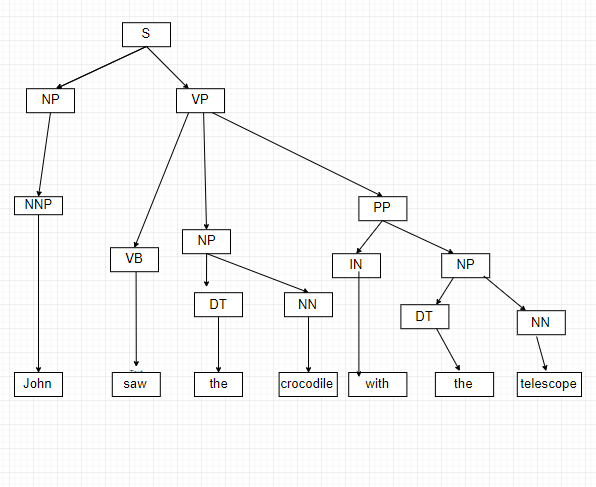 S
NP
VP
NNP
PP
NP
VB
IN
NP
DT
NN
DT
NN
John
saw
the
crocodile
with
the
telescope